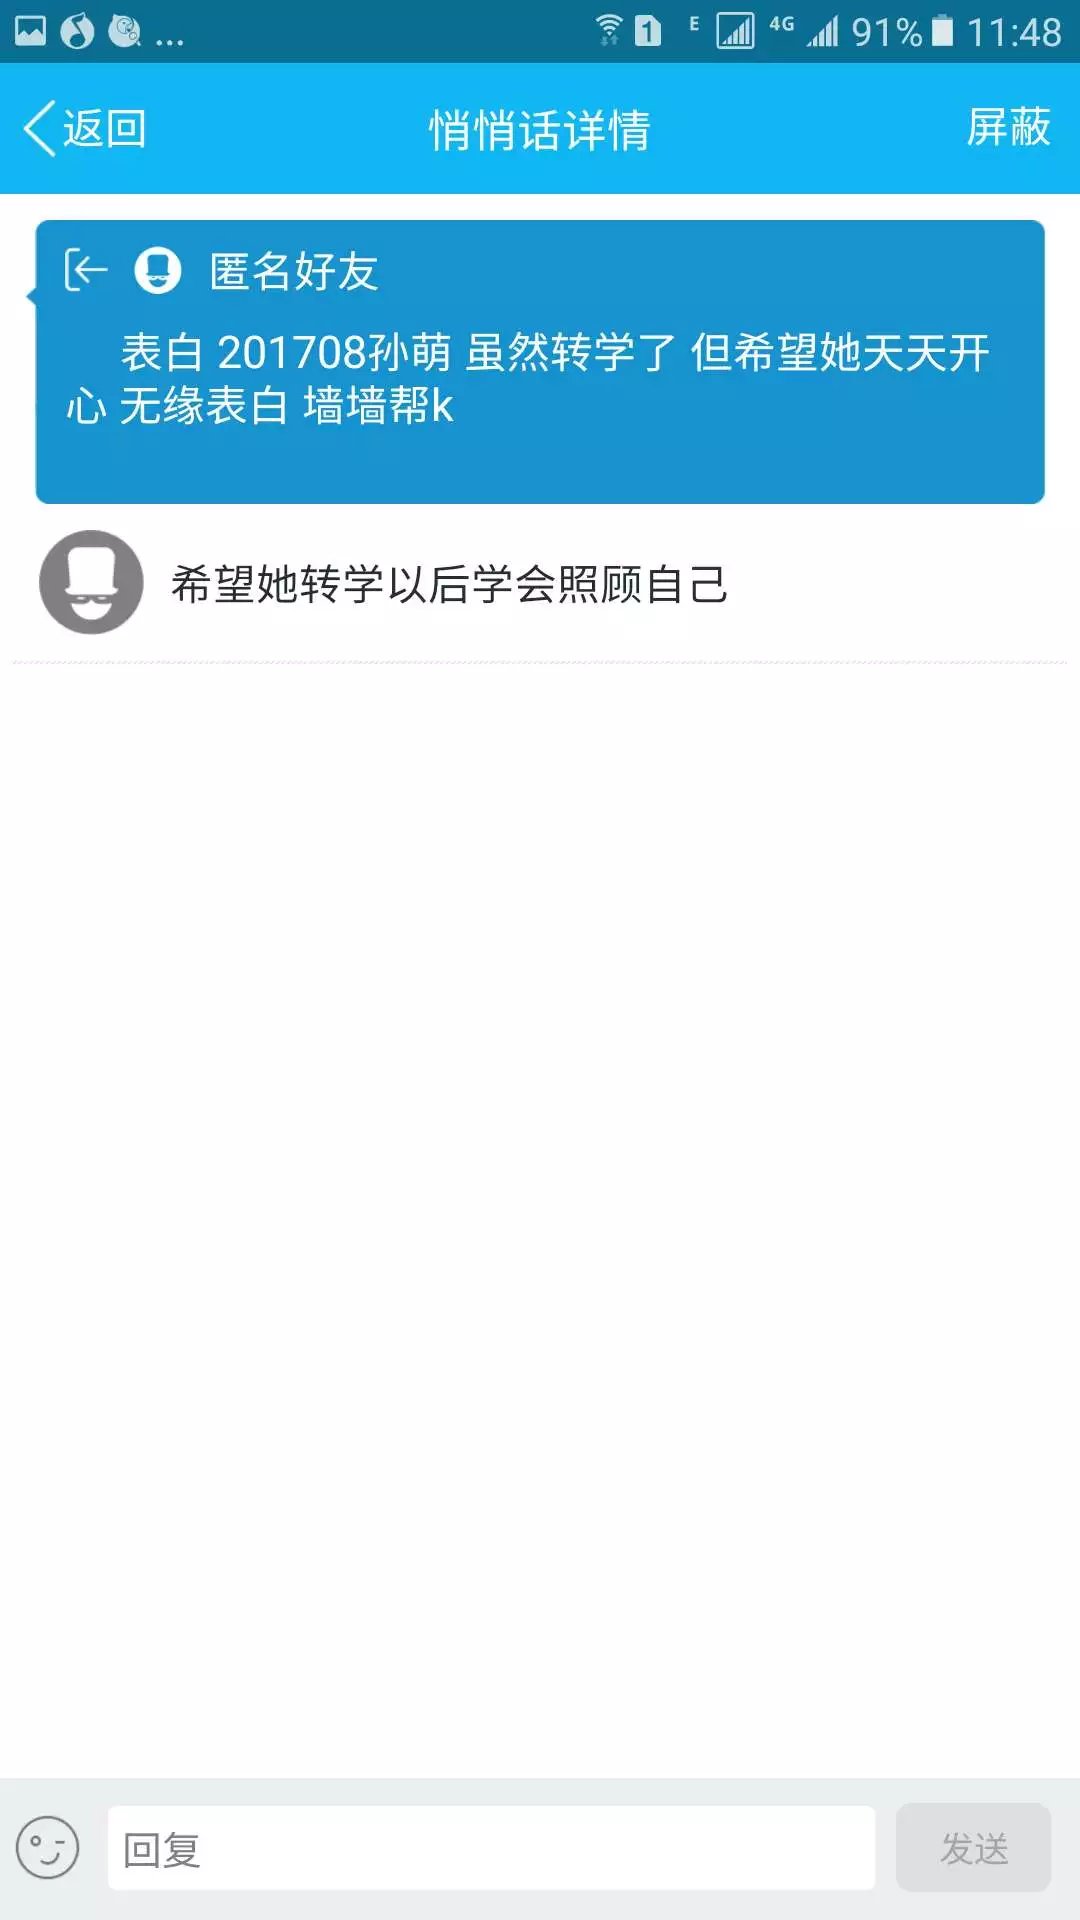 ... 1 E 4G 91% 11:48
返回 悄悄话详情 屏蔽
匿名好友
表白 201708孙萌 虽然转学了 但希望她天天开
心 无缘表白 墙墙帮k
希望她转学以后学会照顾自己
回复 发送